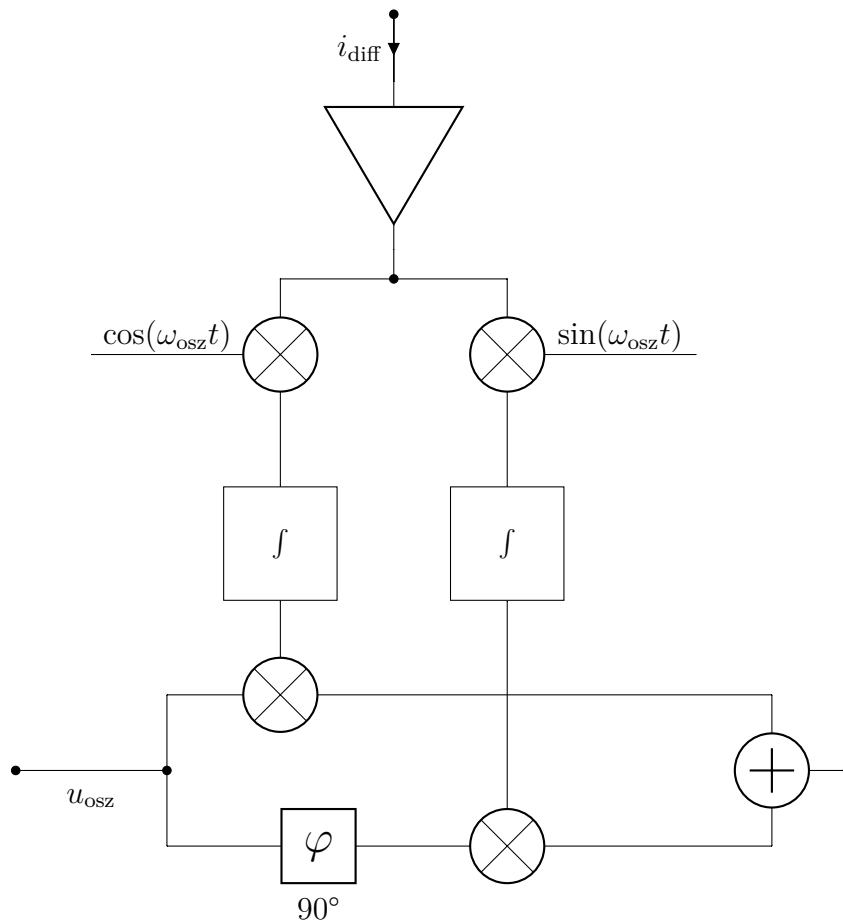 i_diff
cos(ω_osz t)
sin(ω_osz t)
∫
∫
u_osz
φ
90°